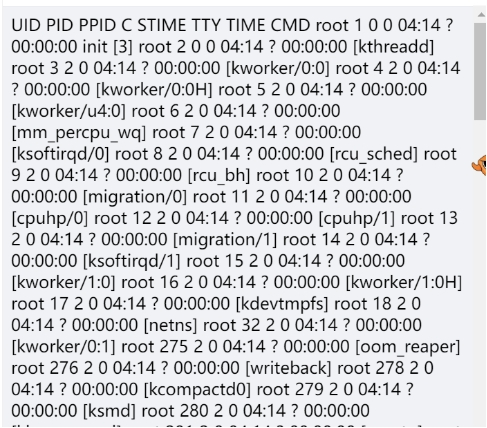 UID PID PPID C STIME TTY TIME CMD root 1 0 0 04:14 ?
00:00:00 init [3] root 2 0 0 04:14 ? 00:00:00 [kthreadd]
root 3 2 0 04:14 ? 00:00:00 [kworker/0:0] root 4 2 0 04:14
? 00:00:00 [kworker/0:0H] root 5 2 0 04:14 ? 00:00:00
[kworker/u4:0] root 6 2 0 04:14 ? 00:00:00
[mm_percpu_wq] root 7 2 0 04:14 ? 00:00:00
[ksoftirqd/0] root 8 2 0 04:14 ? 00:00:00 [rcu_sched] root
9 2 0 04:14 ? 00:00:00 [rcu_bh] root 10 2 0 04:14 ?
00:00:00 [migration/0] root 11 2 0 04:14 ? 00:00:00
[cpuhp/0] root 12 2 0 04:14 ? 00:00:00 [cpuhp/1] root 13
2 0 04:14 ? 00:00:00 [migration/1] root 14 2 0 04:14 ?
00:00:00 [ksoftirqd/1] root 15 2 0 04:14 ? 00:00:00
[kworker/1:0] root 16 2 0 04:14 ? 00:00:00 [kworker/1:0H]
root 17 2 0 04:14 ? 00:00:00 [kdevtmpfs] root 18 2 0
04:14 ? 00:00:00 [netns] root 32 2 0 04:14 ? 00:00:00
[kworker/0:1] root 275 2 0 04:14 ? 00:00:00 [oom_reaper]
root 276 2 0 04:14 ? 00:00:00 [writeback] root 278 2 0
04:14 ? 00:00:00 [kcompactd0] root 279 2 0 04:14 ?
00:00:00 [ksmd] root 280 2 0 04:14 ? 00:00:00